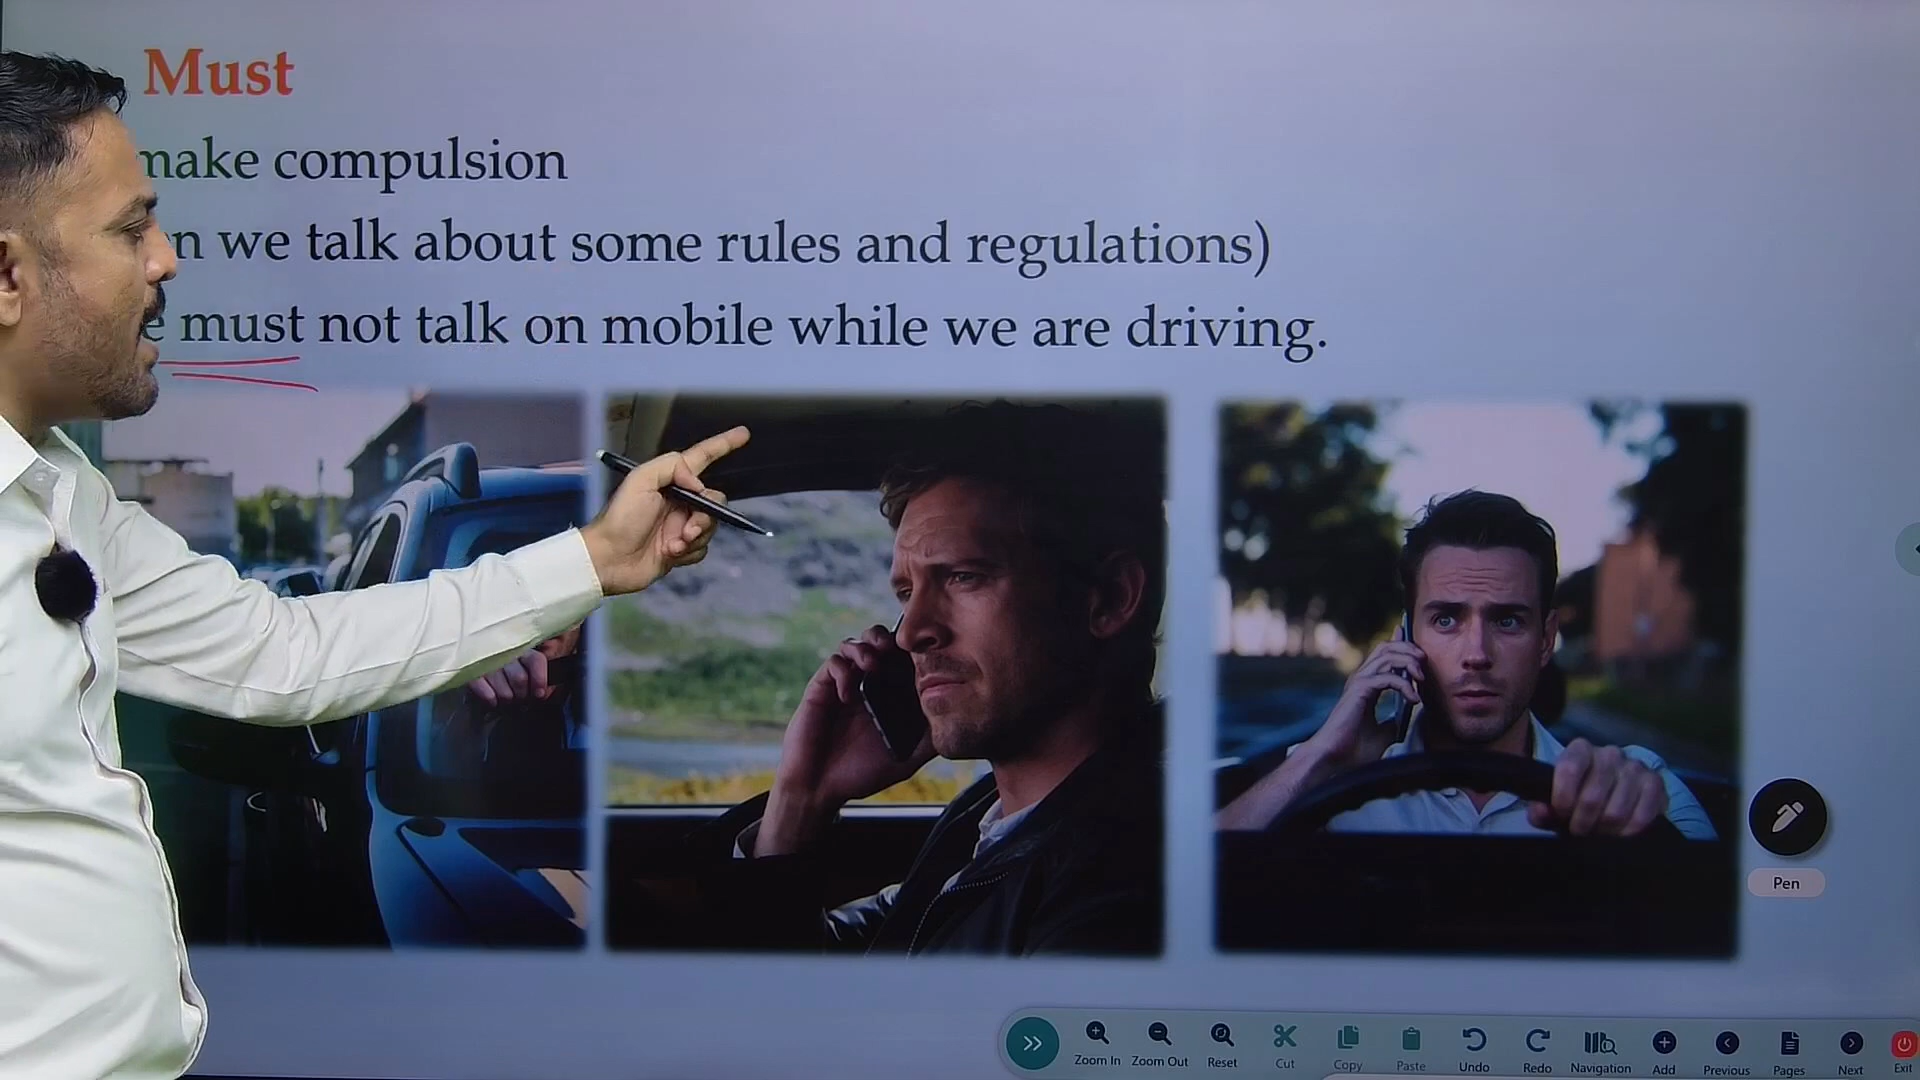 Must
make compulsion
n we talk about some rules and regulations)
e must not talk on mobile while we are driving.
Pen
Zoom In Zoom Out Reset Cut Copy Paste Undo Redo Navigation Add Previous Pages Next Exit